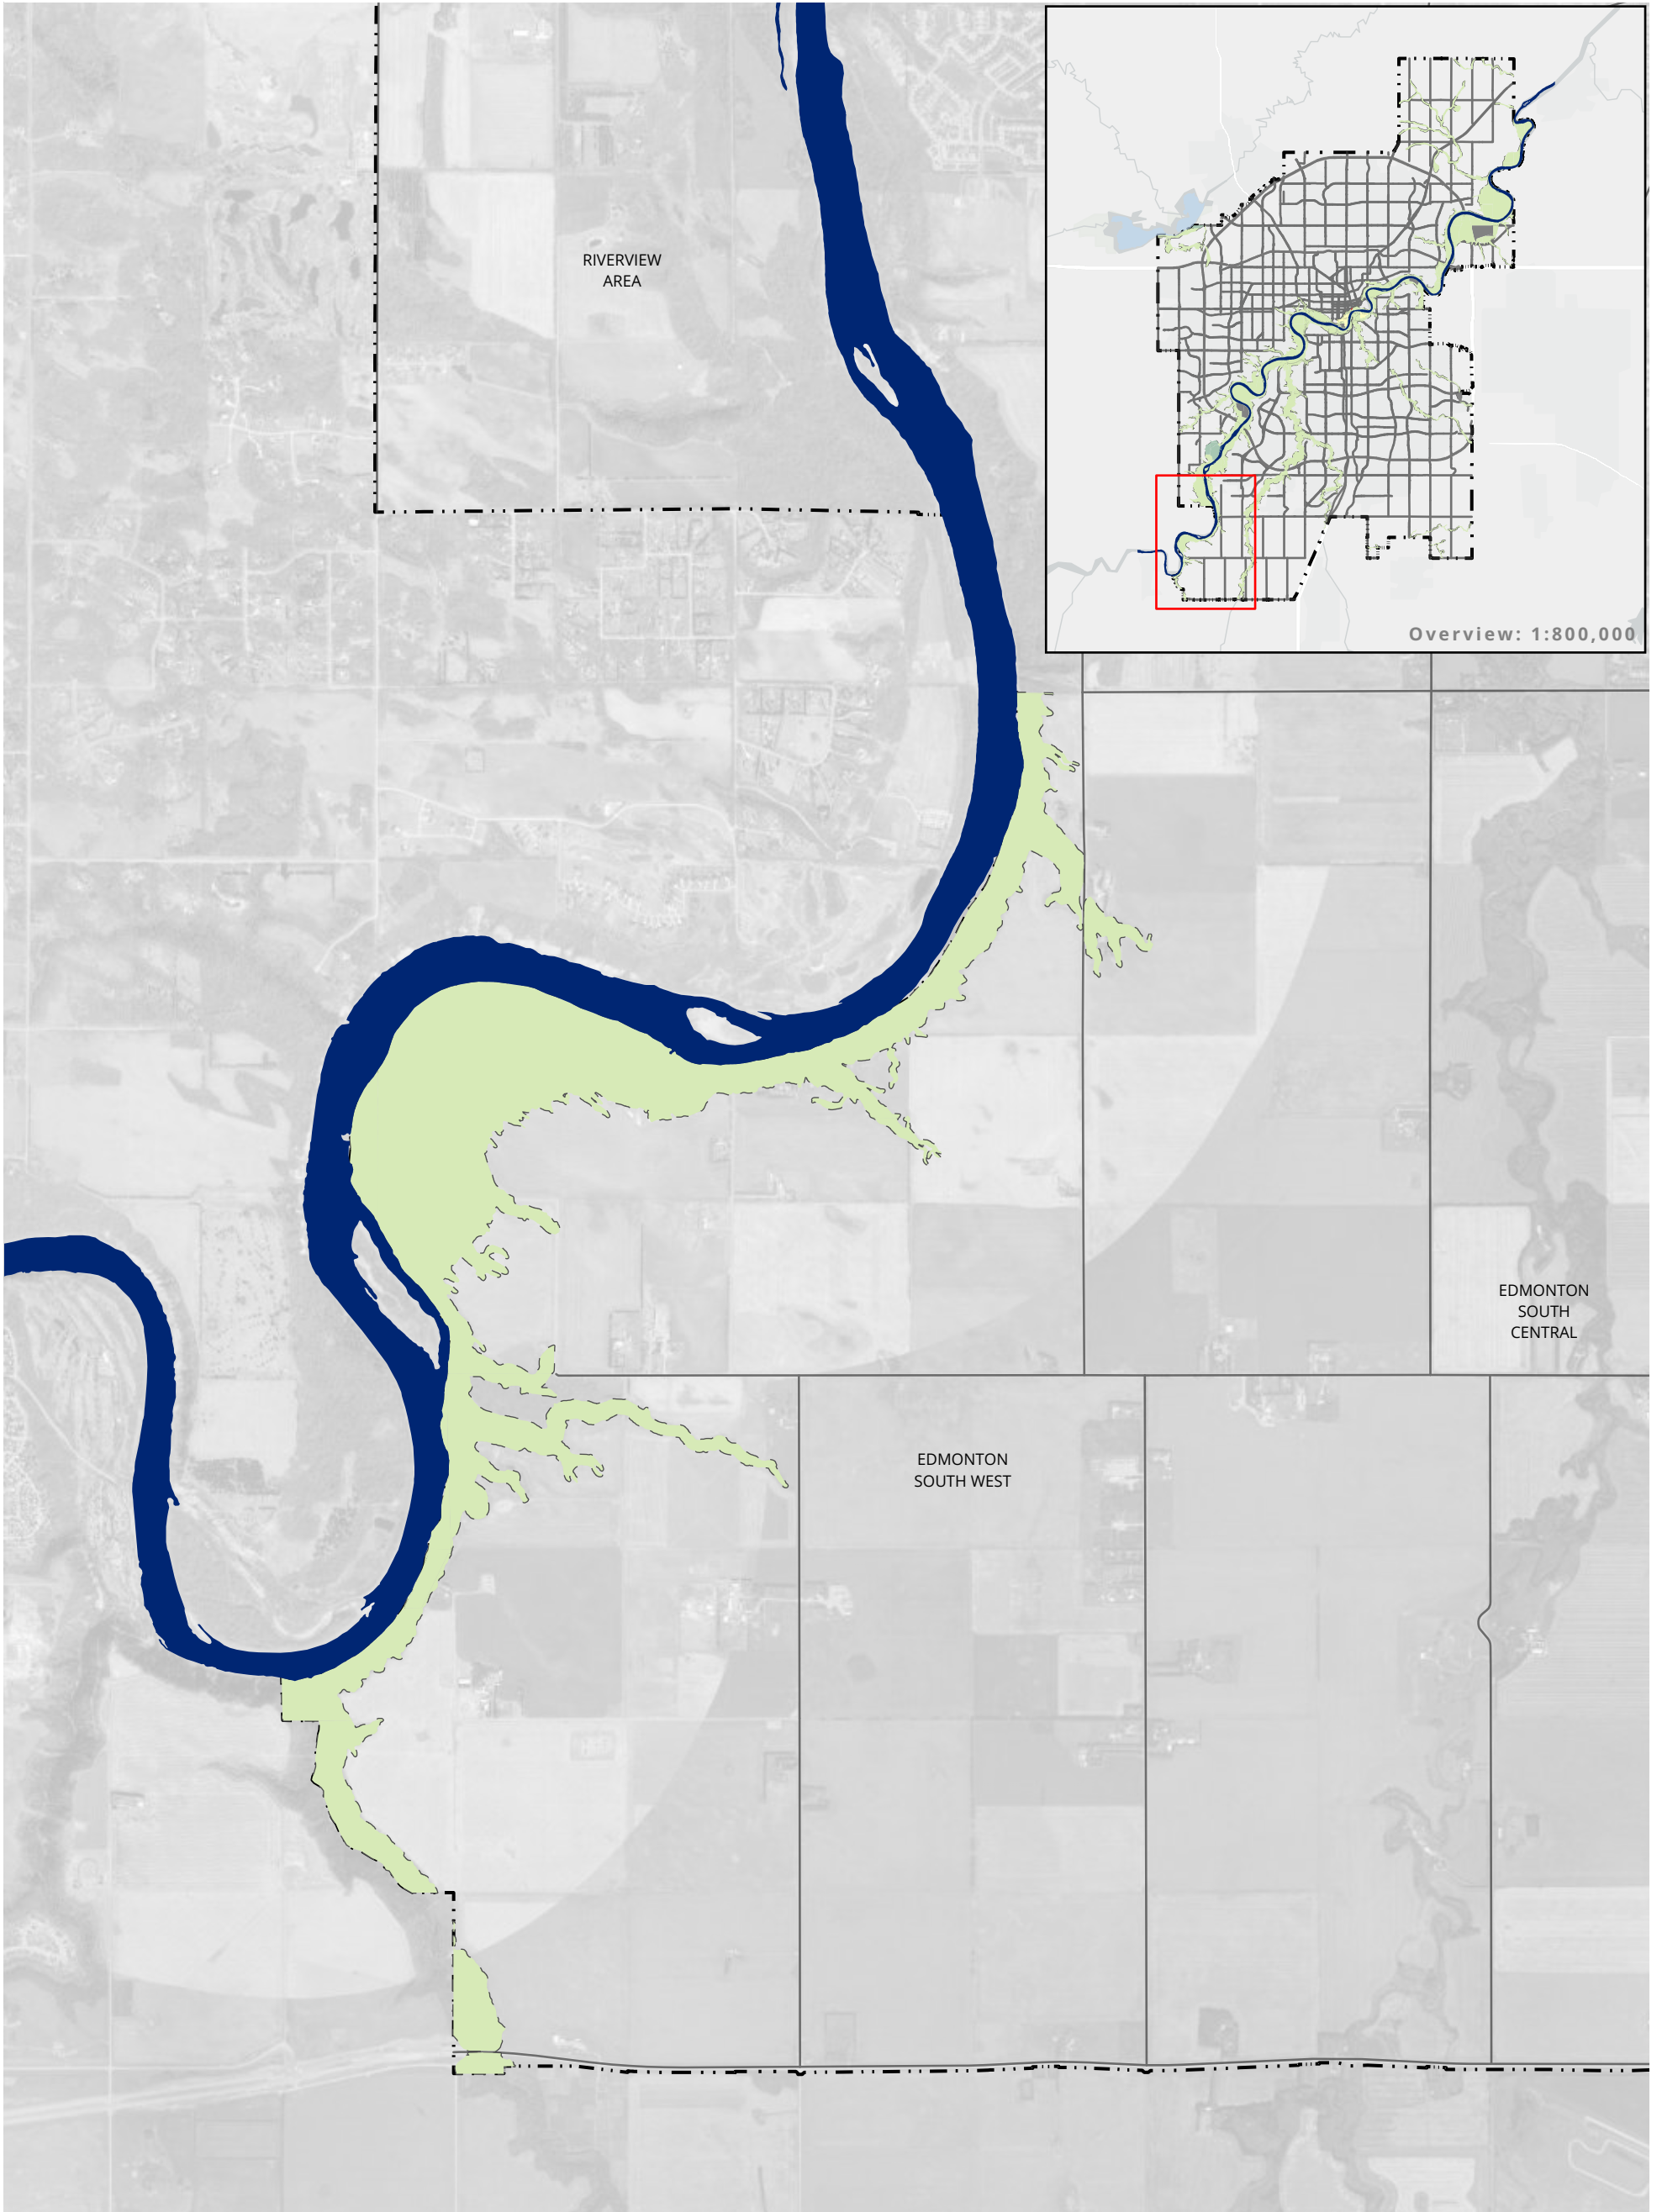 RIVERVIEW
AREA
Overview: 1:800,000
EDMONTON
SOUTH
CENTRAL
EDMONTON
SOUTH WEST